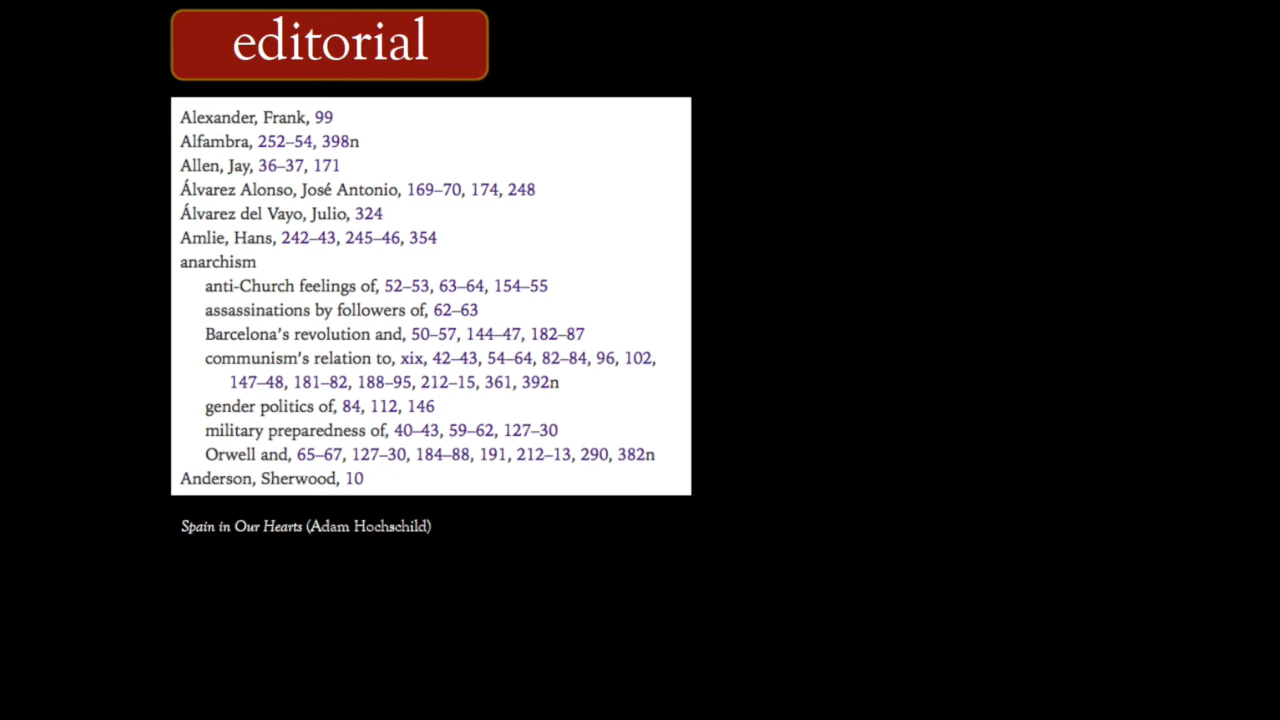 editorial
Alexander, Frank, 99
Alfambra, 252–54, 398n
Allen, Jay, 36–37, 171
Álvarez Alonso, José Antonio, 169–70, 174, 248
Álvarez del Vayo, Julio, 324
Amlie, Hans, 242–43, 245–46, 354
anarchism
anti-Church feelings of, 52–53, 63–64, 154–55
assassinations by followers of, 62–63
Barcelona's revolution and, 50–57, 144–47, 182–87
communism's relation to, xix, 42–43, 54–64, 82–84, 96, 102,
147–48, 181–82, 188–95, 212–15, 361, 392n
gender politics of, 84, 112, 146
military preparedness of, 40–43, 59–62, 127–30
Orwell and, 65–67, 127–30, 184–88, 191, 212–13, 290, 382n
Anderson, Sherwood, 10
Spain in Our Hearts (Adam Hochschild)